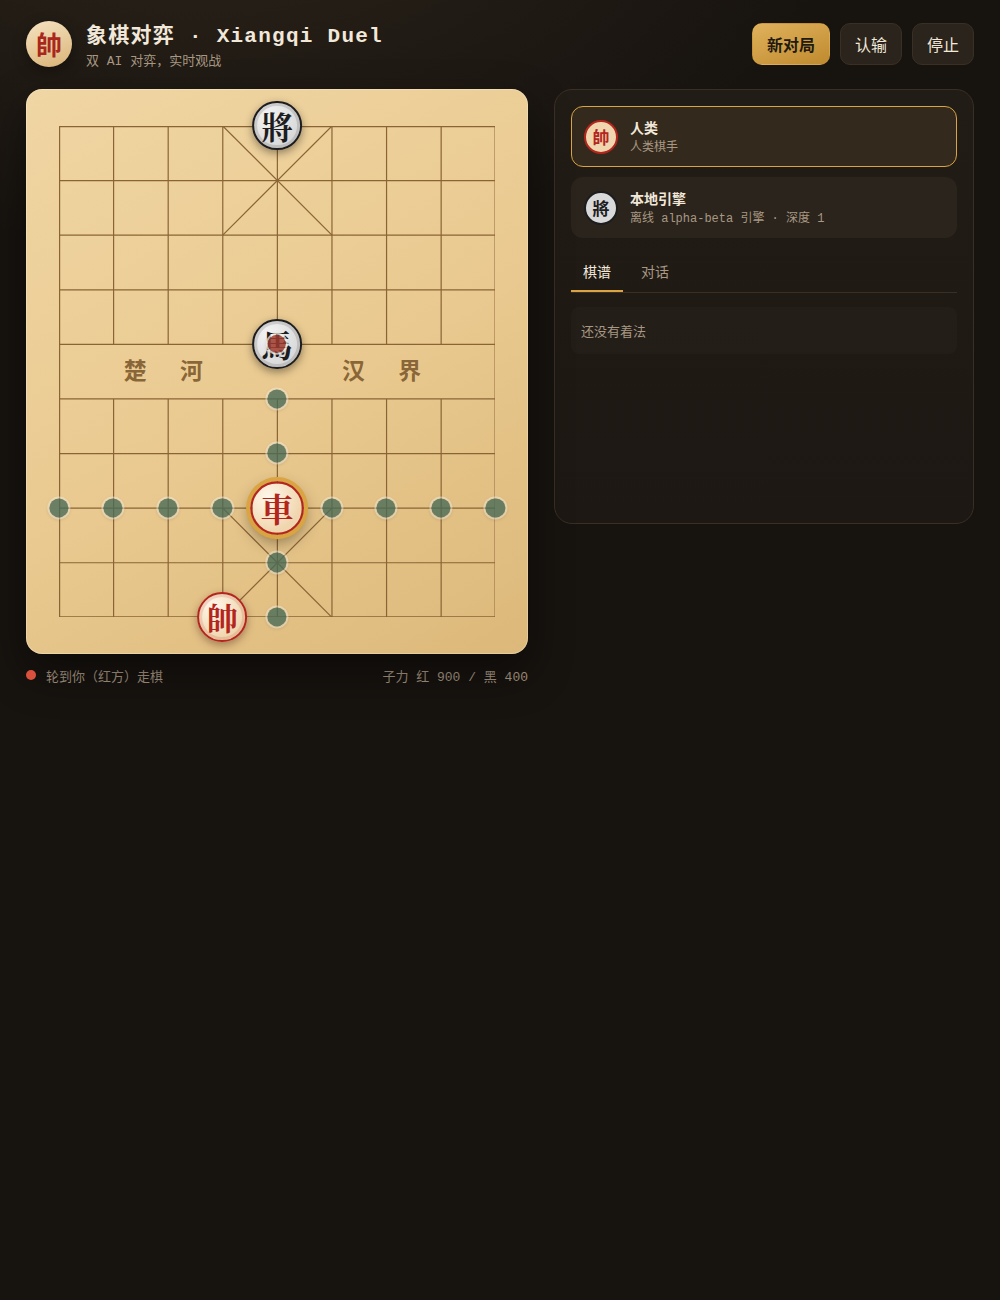 帥
象棋对弈 · Xiangqi Duel
双 AI 对弈，实时观战
新对局
认输
停止
將
馬
楚 河
汉 界
車
帥
轮到你（红方）走棋
子力 红 900 / 黑 400
帥
人类
人类棋手
將
本地引擎
离线 alpha-beta 引擎 · 深度 1
棋谱
对话
还没有着法